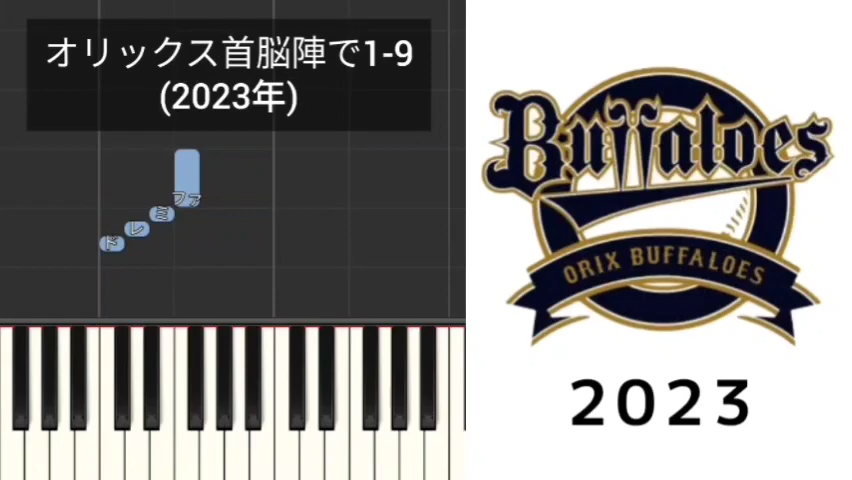 オリックス首脳陣で1-9
(2023年)
ファ
ミ
レ
ド
Buffaloes
ORIX BUFFALOES
2023